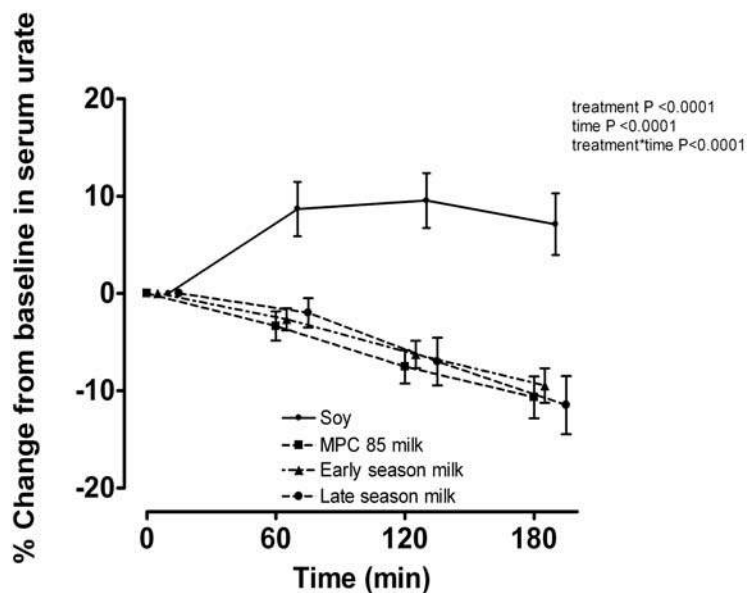 % Change from baseline in serum urate
20
10
0
-10
-20
treatment P <0.0001
time P <0.0001
treatment*time P<0.0001
Soy
MPC 85 milk
Early season milk
Late season milk
0 60 120 180
Time (min)